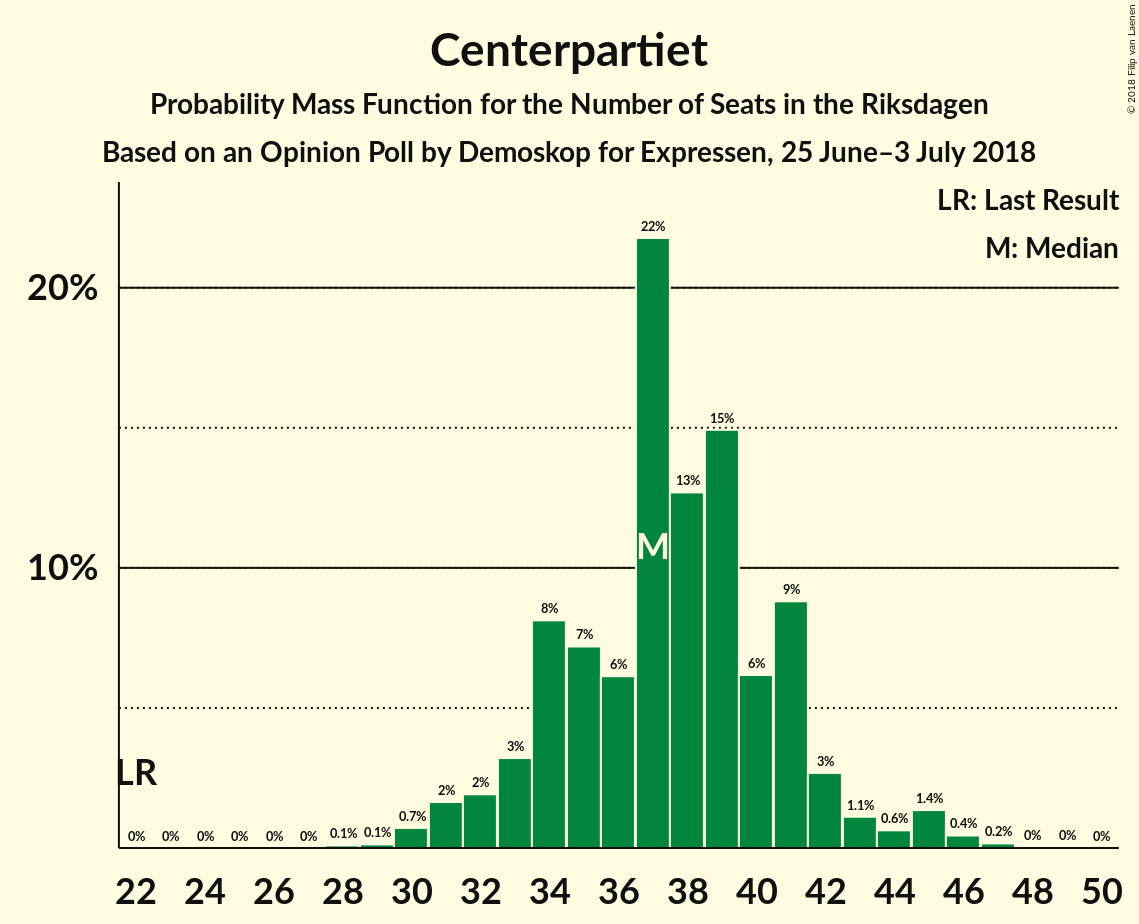 Centerpartiet
Probability Mass Function for the Number of Seats in the Riksdagen
Based on an Opinion Poll by Demoskop for Expressen, 25 June–3 July 2018
© 2018 Filip van Laenen
LR: Last Result
M: Median
20%
10%
22%
15%
13%
M
9%
8%
7%
6%
6%
3%
3%
LR
2%
2%
1.4%
1.1%
0.7%
0.6%
0.4%
0.2%
0% 0% 0% 0% 0% 0% 0.1% 0.1% 0% 0% 0%
22 24 26 28 30 32 34 36 38 40 42 44 46 48 50